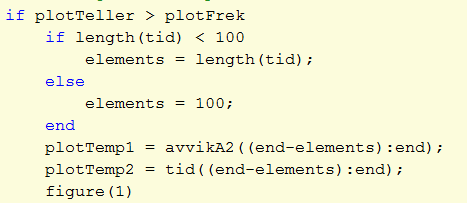 if plotTeller > plotFrek
if length(tid) < 100
elements = length(tid);
else
elements = 100;
end
plotTemp1 = avvikA2((end-elements):end);
plotTemp2 = tid((end-elements):end);
figure(1)